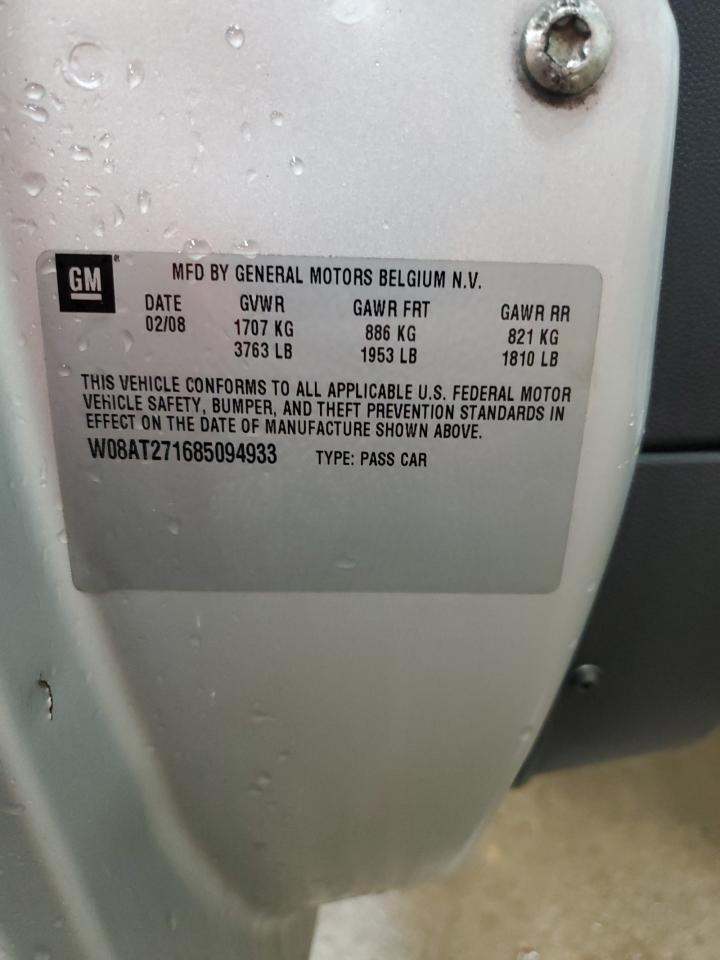 GM®
MFD BY GENERAL MOTORS BELGIUM N.V.
DATE GVWR GAWR FRT GAWR RR
02/08 1707 KG 886 KG 821 KG
3763 LB 1953 LB 1810 LB
THIS VEHICLE CONFORMS TO ALL APPLICABLE U.S. FEDERAL MOTOR
VEHICLE SAFETY, BUMPER, AND THEFT PREVENTION STANDARDS IN
EFFECT ON THE DATE OF MANUFACTURE SHOWN ABOVE.
W08AT271685094933 TYPE: PASS CAR